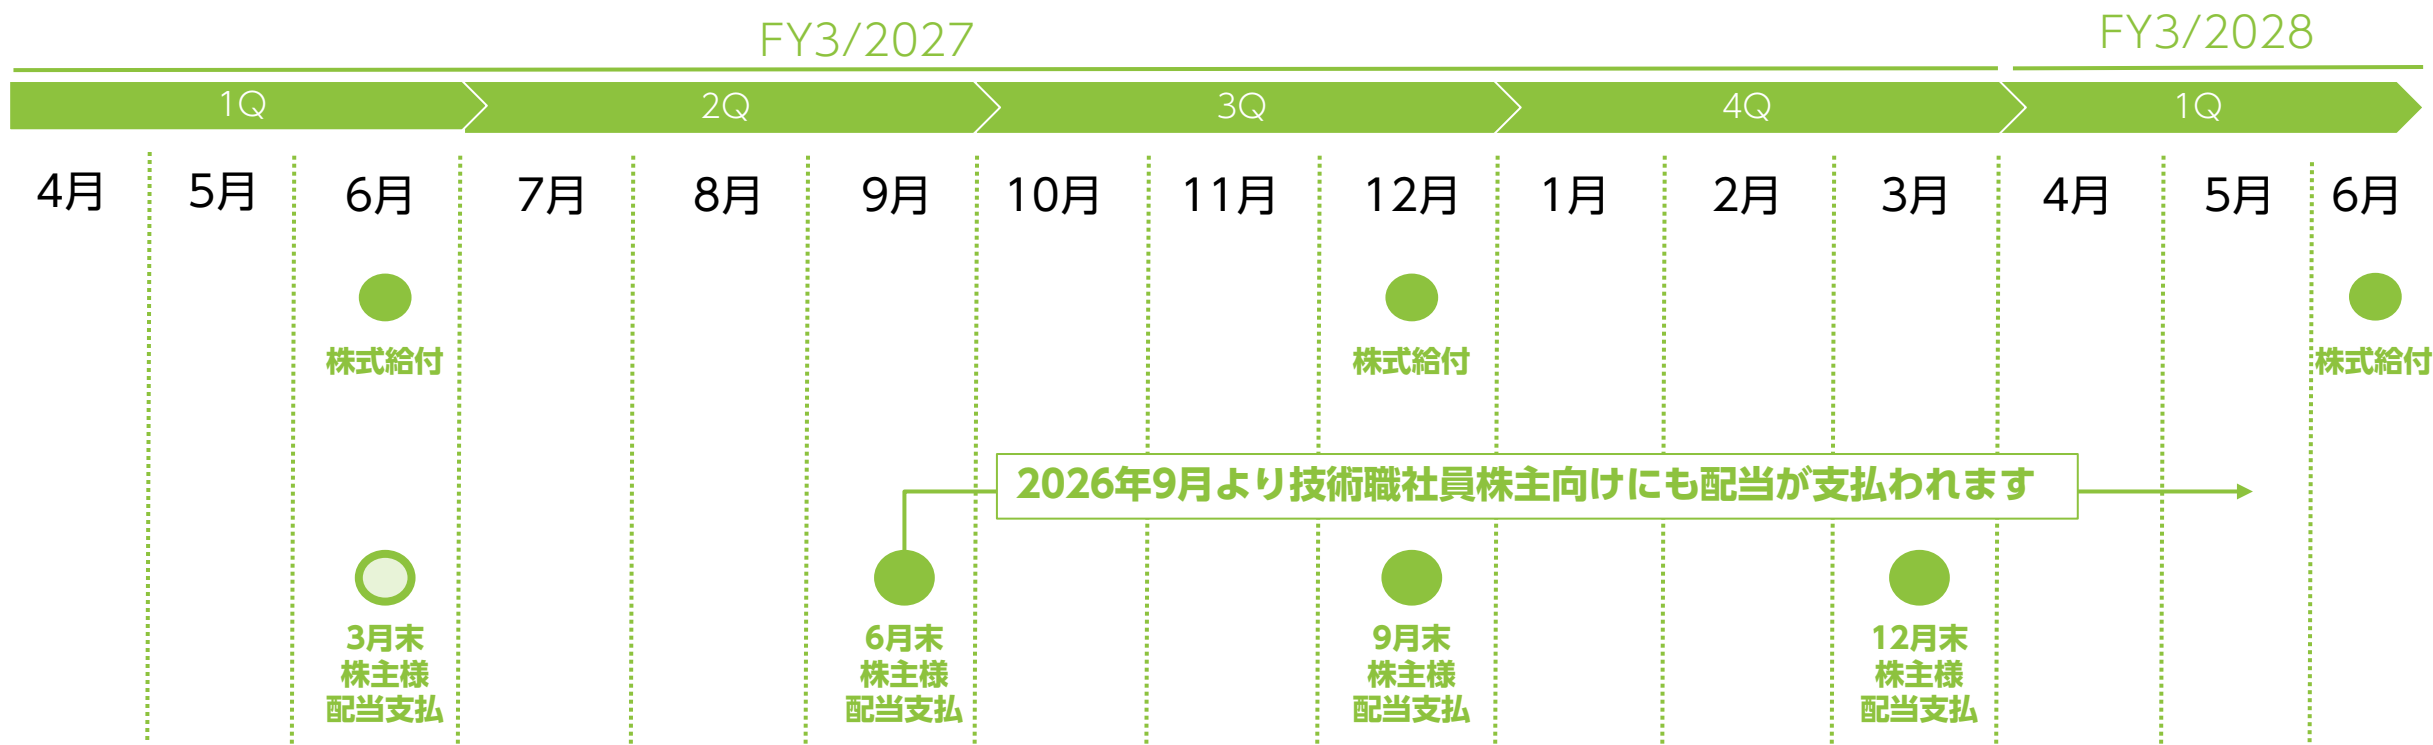 FY3/2027
FY3/2028
1Q
2Q
3Q
4Q
1Q
4月
5月
6月
7月
8月
9月
10月
11月
12月
1月
2月
3月
4月
5月
6月
株式給付
株式給付
株式給付
2026年9月より技術職社員株主向けにも配当が支払われます
3月末
株主様
配当支払
6月末
株主様
配当支払
9月末
株主様
配当支払
12月末
株主様
配当支払